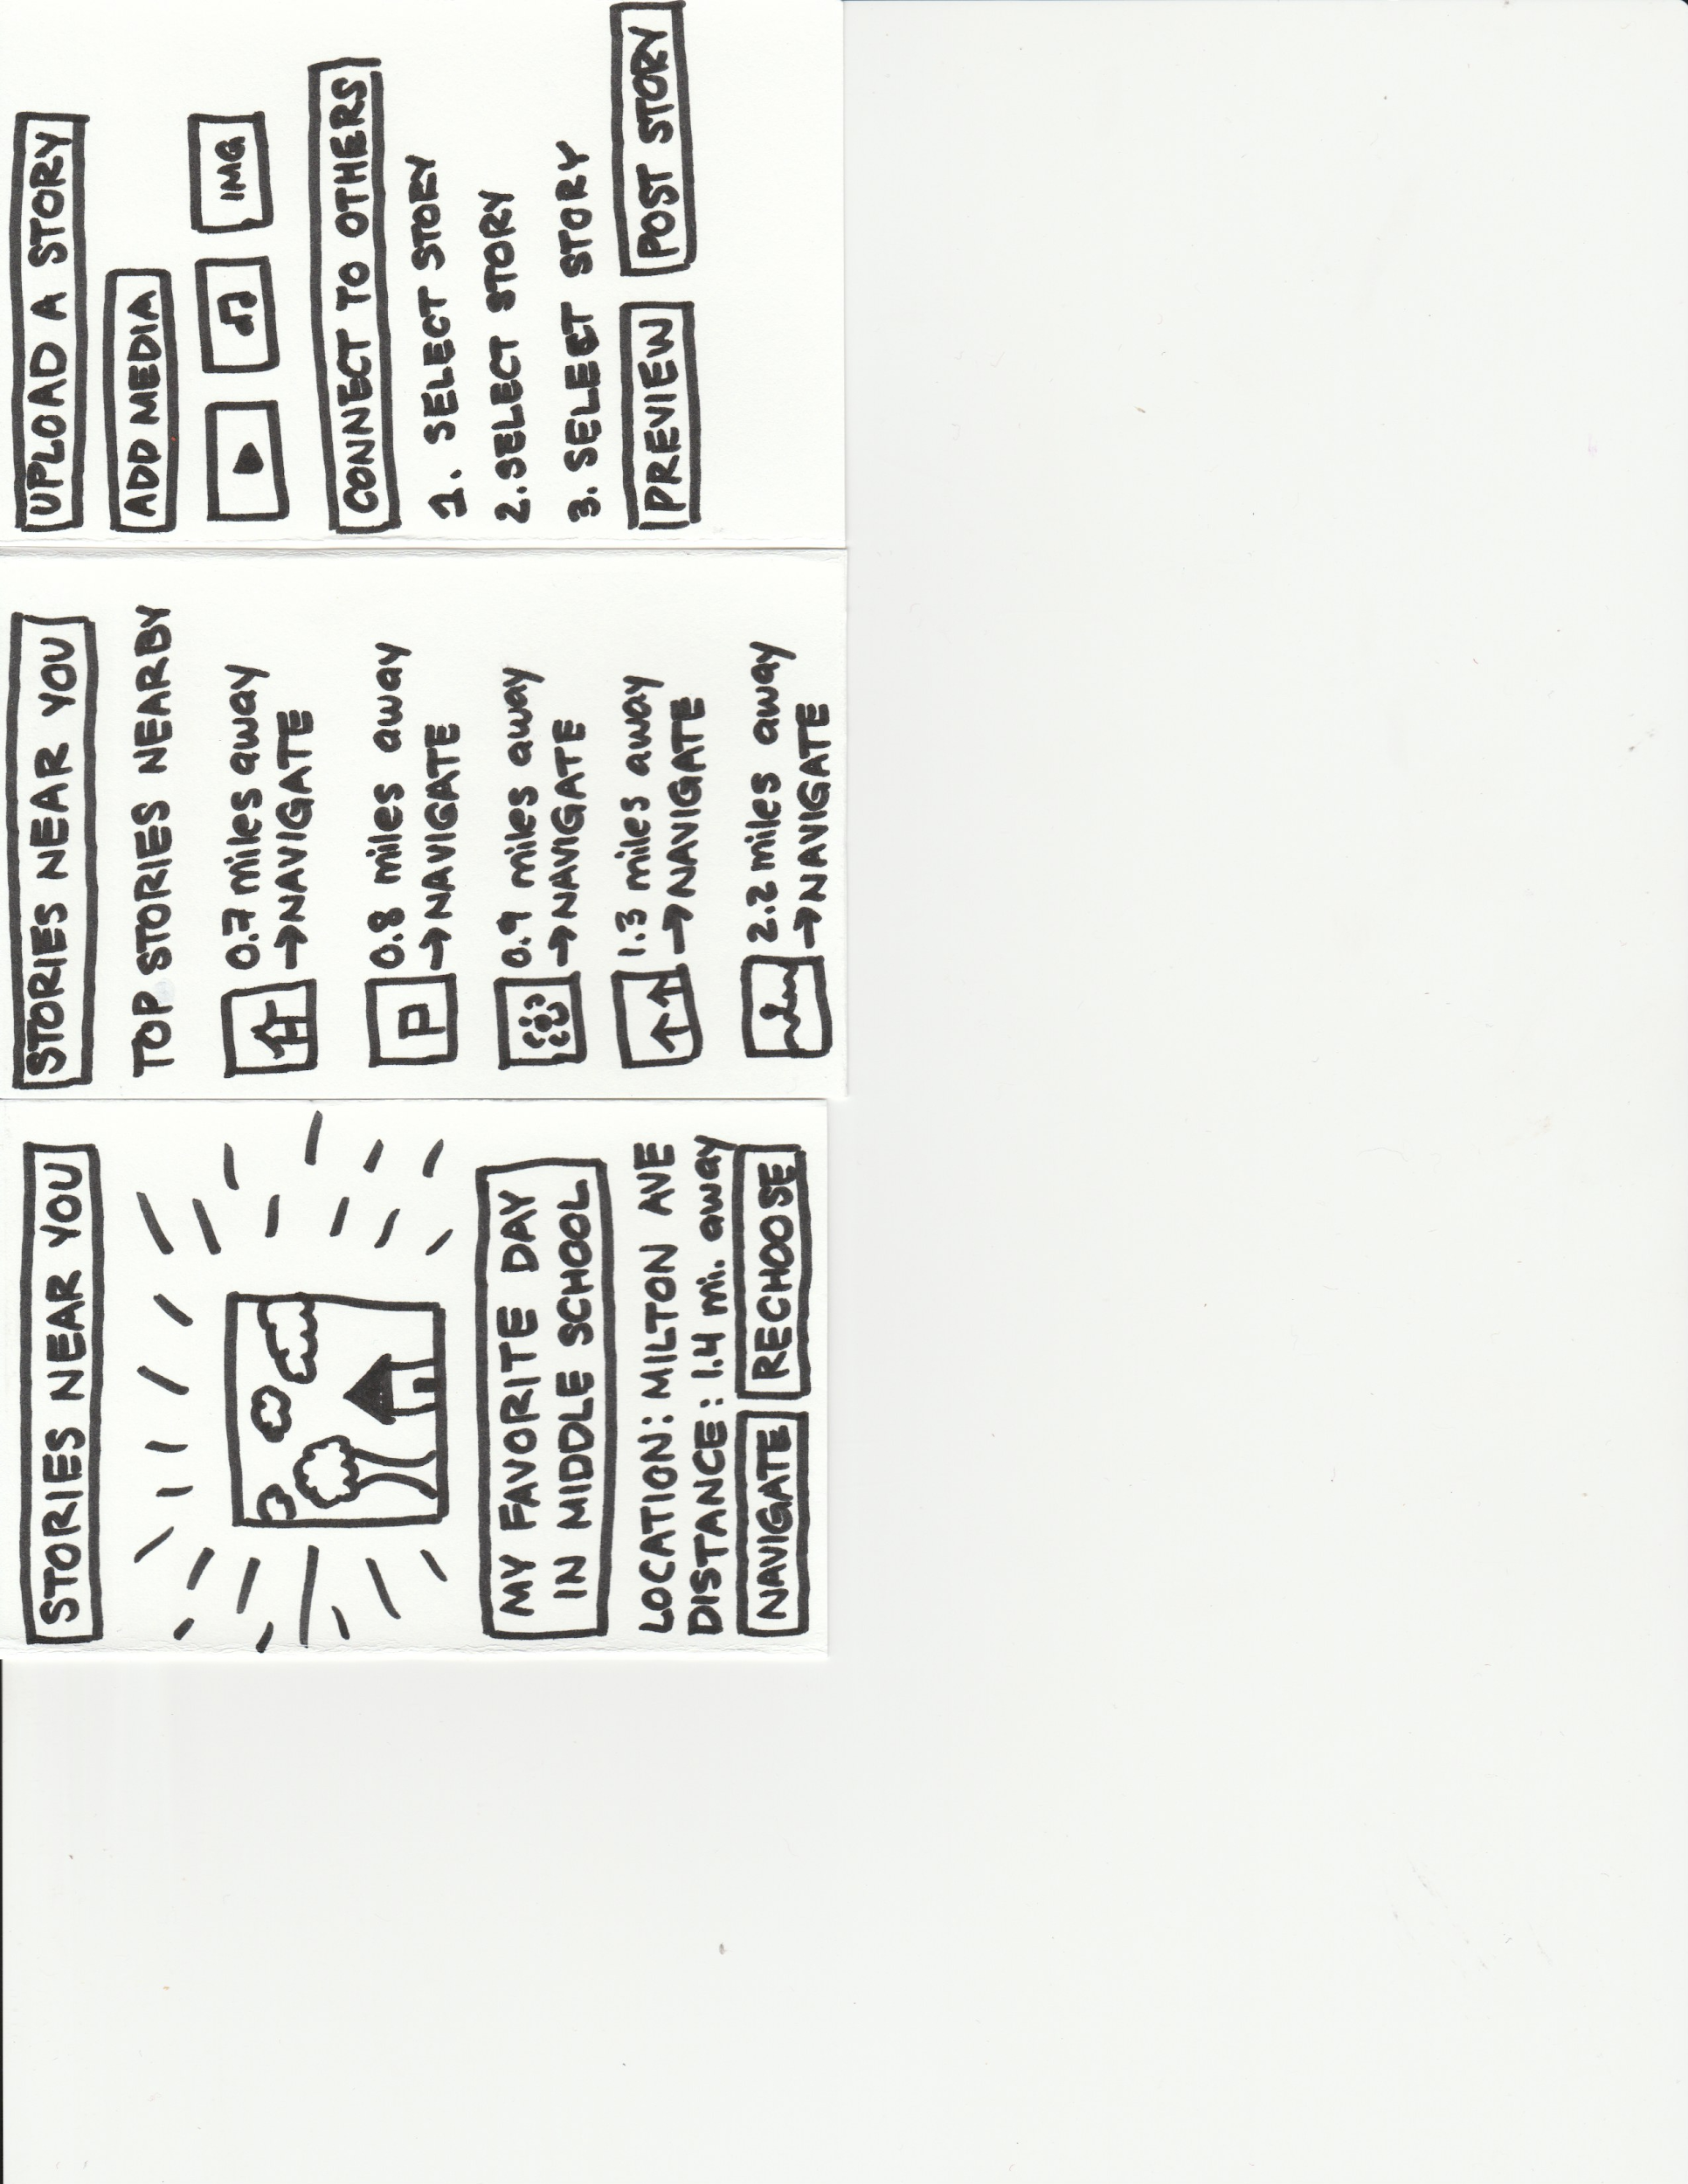 STORIES NEAR YOU
MY FAVORITE DAY
IN MIDDLE SCHOOL
LOCATION: MILTON AVE
DISTANCE: 1.4 mi. away
NAVIGATE
RECHOOSE
STORIES NEAR YOU
TOP STORIES NEARBY
0.7 miles away
→NAVIGATE
P
0.8 miles away
→NAVIGATE
0.9 miles away
→NAVIGATE
1.3 miles away
→NAVIGATE
2.2 miles away
→NAVIGATE
UPLOAD A STORY
ADD MEDIA
IMG
CONNECT TO OTHERS
1. SELECT STORY
2. SELECT STORY
3. SELECT STORY
PREVIEW
POST STORY